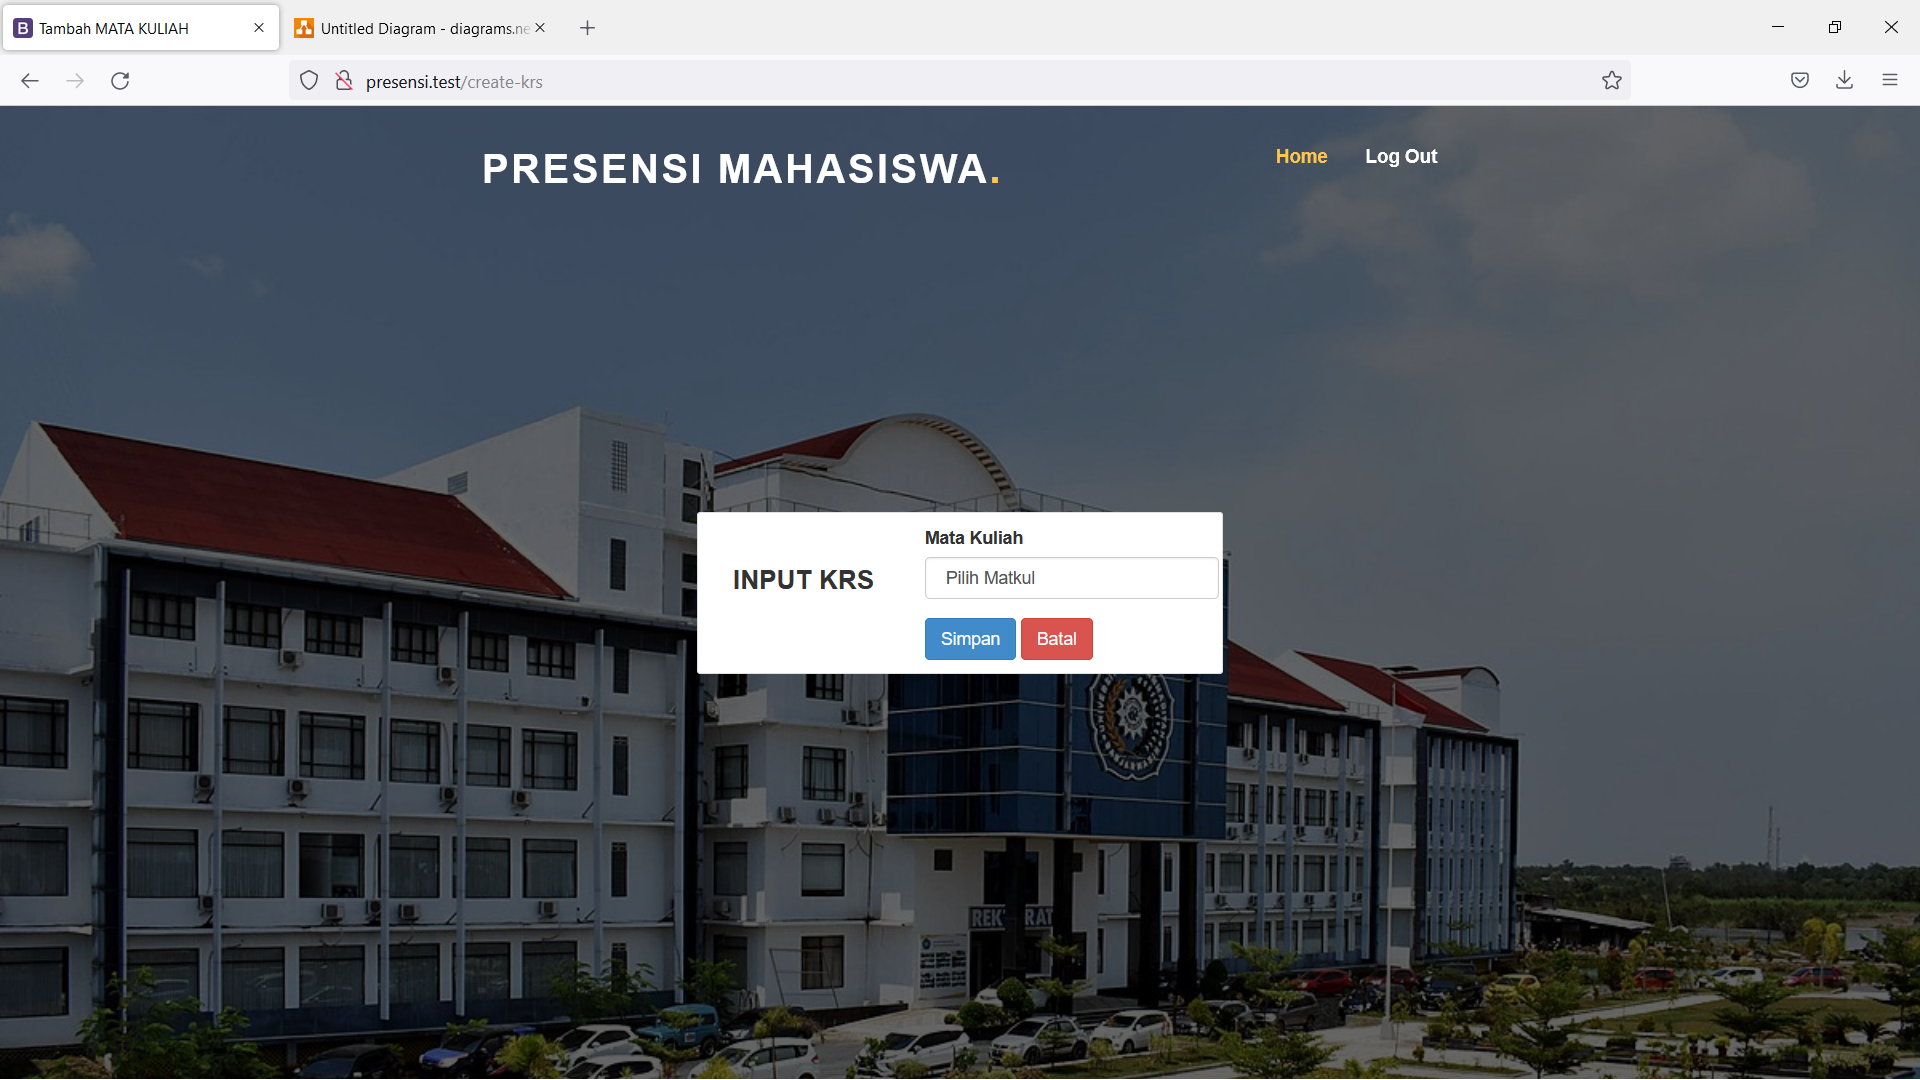 Tambah MATA KULIAH
Untitled Diagram - diagrams.ne
presensi.test/create-krs
PRESENSI MAHASISWA.
Home
Log Out
Mata Kuliah
INPUT KRS
Pilih Matkul
Simpan
Batal